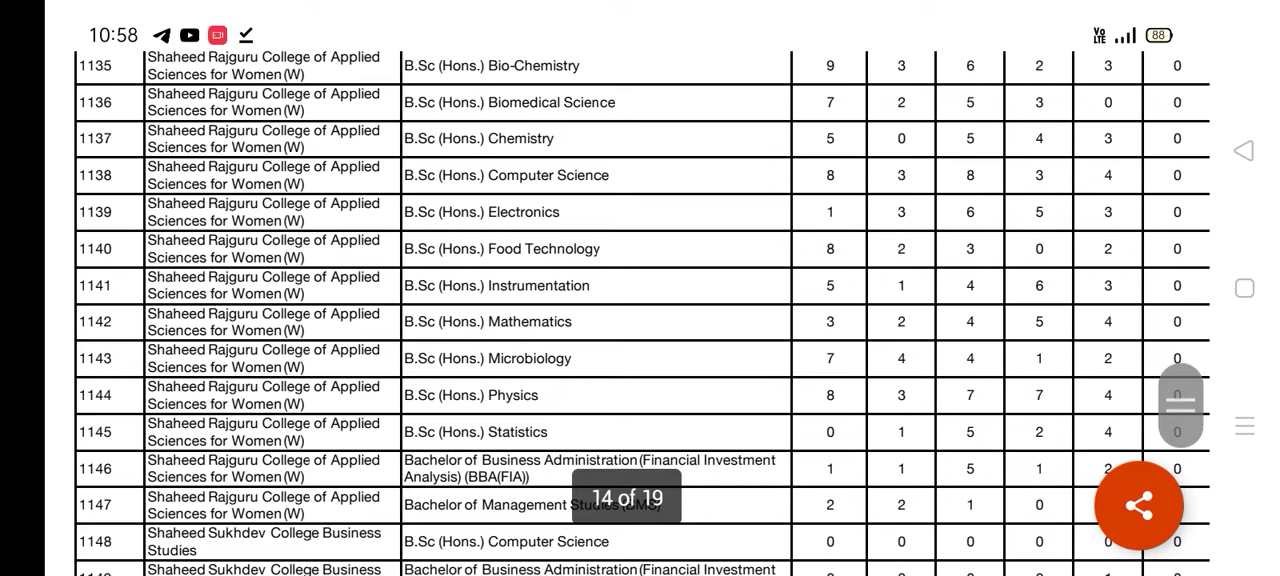 10:58 Vo LTE 88
1135 Shaheed Rajguru College of Applied Sciences for Women (W) B.Sc (Hons.) Bio-Chemistry 9 3 6 2 3 0
1136 Shaheed Rajguru College of Applied Sciences for Women (W) B.Sc (Hons.) Biomedical Science 7 2 5 3 0 0
1137 Shaheed Rajguru College of Applied Sciences for Women (W) B.Sc (Hons.) Chemistry 5 0 5 4 3 0
1138 Shaheed Rajguru College of Applied Sciences for Women (W) B.Sc (Hons.) Computer Science 8 3 8 3 4 0
1139 Shaheed Rajguru College of Applied Sciences for Women (W) B.Sc (Hons.) Electronics 1 3 6 5 3 0
1140 Shaheed Rajguru College of Applied Sciences for Women (W) B.Sc (Hons.) Food Technology 8 2 3 0 2 0
1141 Shaheed Rajguru College of Applied Sciences for Women (W) B.Sc (Hons.) Instrumentation 5 1 4 6 3 0
1142 Shaheed Rajguru College of Applied Sciences for Women (W) B.Sc (Hons.) Mathematics 3 2 4 5 4 0
1143 Shaheed Rajguru College of Applied Sciences for Women (W) B.Sc (Hons.) Microbiology 7 4 4 1 2 0
1144 Shaheed Rajguru College of Applied Sciences for Women (W) B.Sc (Hons.) Physics 8 3 7 7 4 0
1145 Shaheed Rajguru College of Applied Sciences for Women (W) B.Sc (Hons.) Statistics 0 1 5 2 4 0
1146 Shaheed Rajguru College of Applied Sciences for Women (W) Bachelor of Business Administration (Financial Investment Analysis) (BBA(FIA)) 1 1 5 1 2 0
1147 Shaheed Rajguru College of Applied Sciences for Women (W) Bachelor of Management 2 2 1 0
14 of 19
1148 Shaheed Sukhdev College Business Studies B.Sc (Hons.) Computer Science 0 0 0 0 0 0
Shaheed Sukhdev College Business Bachelor of Business Administration (Financial Investment